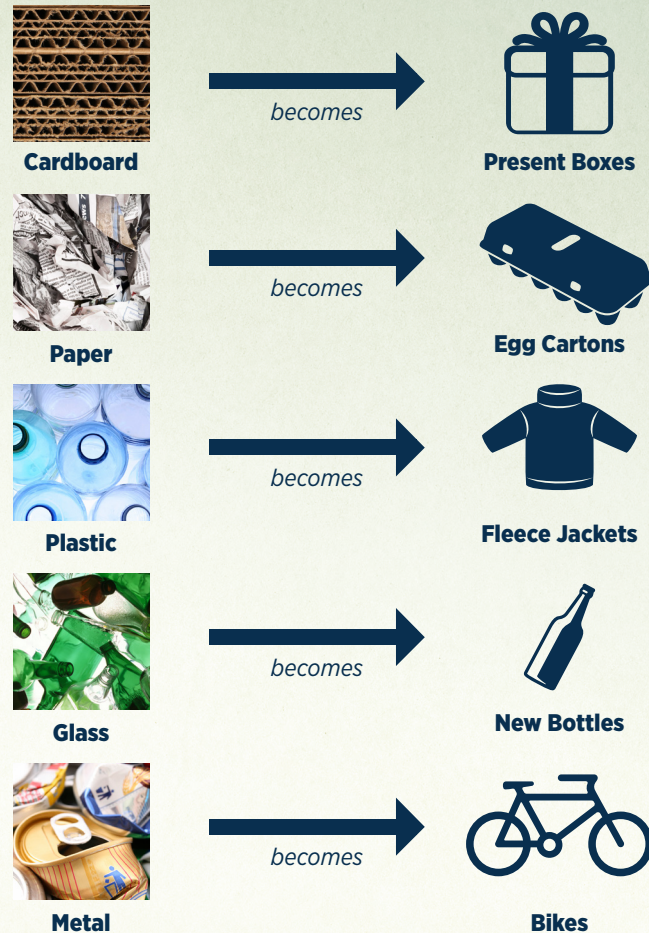 Cardboard
becomes
Present Boxes
Paper
becomes
Egg Cartons
Plastic
becomes
Fleece Jackets
Glass
becomes
New Bottles
Metal
becomes
Bikes